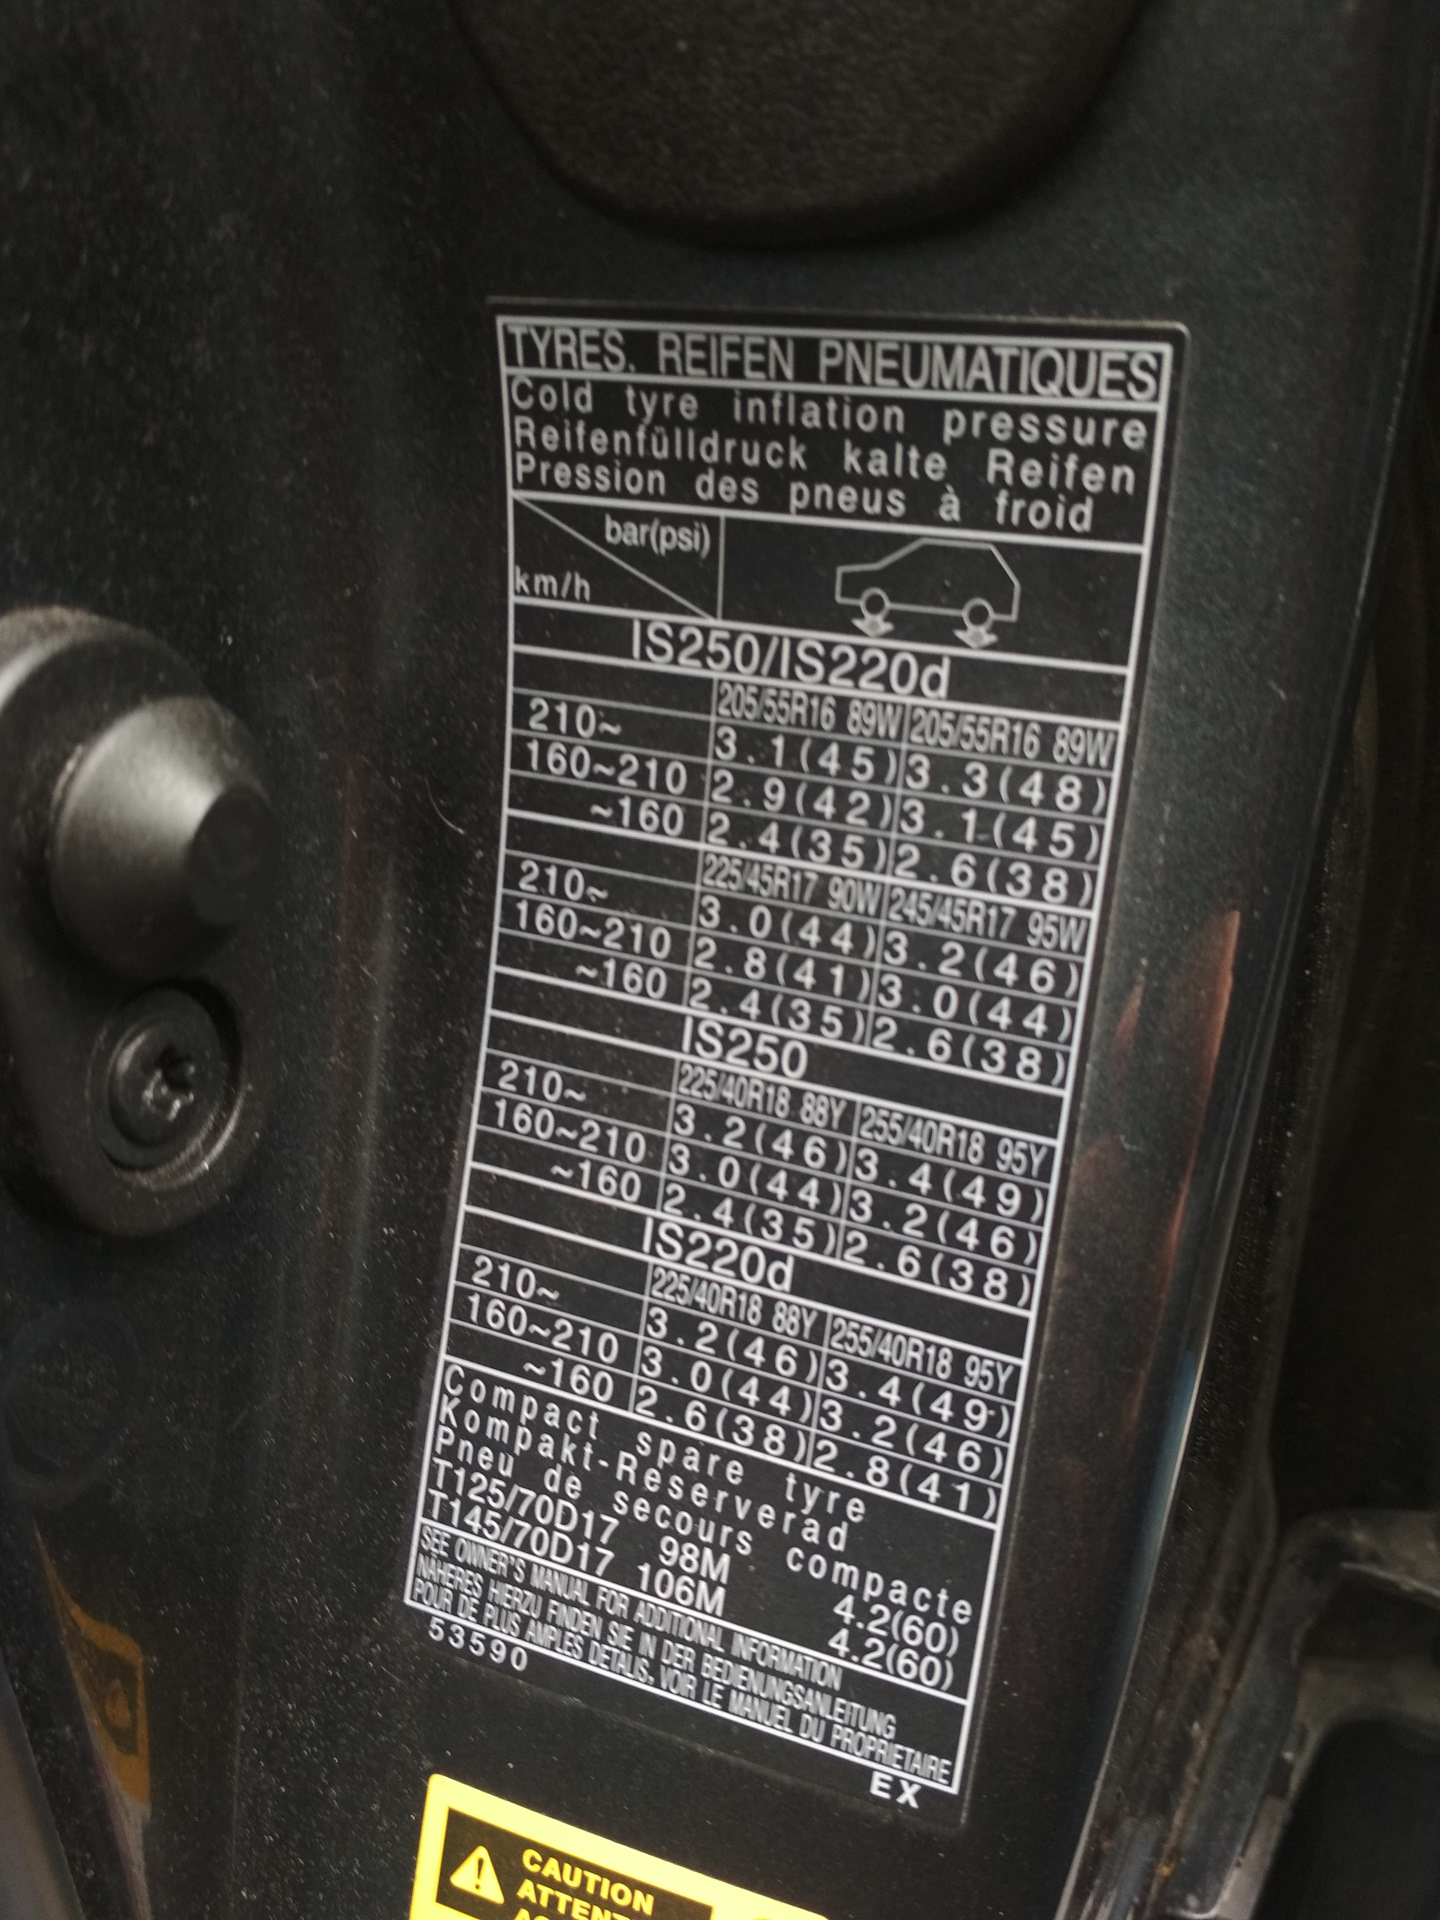 TYRES. REIFEN PNEUMATIQUES
Cold tyre inflation pressure
Reifenfülldruck kalte Reifen
Pression des pneus à froid
bar(psi)
km/h
IS250/IS220d
205/55R16 89W 205/55R16 89W
210~ 3.1(45) 3.3(48)
160~210 2.9(42) 3.1(45)
~160 2.4(35) 2.6(38)
225/45R17 90W 245/45R17 95W
210~ 3.0(44) 3.2(46)
160~210 2.8(41) 3.0(44)
~160 2.4(35) 2.6(38)
IS250
225/40R18 88Y 255/40R18 95Y
210~ 3.2(46) 3.4(49)
160~210 3.0(44) 3.2(46)
~160 2.4(35) 2.6(38)
IS220d
225/40R18 88Y 255/40R18 95Y
210~ 3.2(46) 3.4(49)
160~210 3.0(44) 3.2(46)
~160 2.6(38) 2.8(41)
Compact spare tyre
Kompakt-Reserverad
Pneu de secours compacte
T125/70D17 98M 4.2(60)
T145/70D17 106M 4.2(60)
SEE OWNER'S MANUAL FOR ADDITIONAL INFORMATION
NÄHERES HIERZU FINDEN SIE IN DER BEDIENUNGSANLEITUNG
POUR DE PLUS AMPLES DETALIS, VOIR LE MANUEL DU PROPRIETAIRE
53590 EX
CAUTION